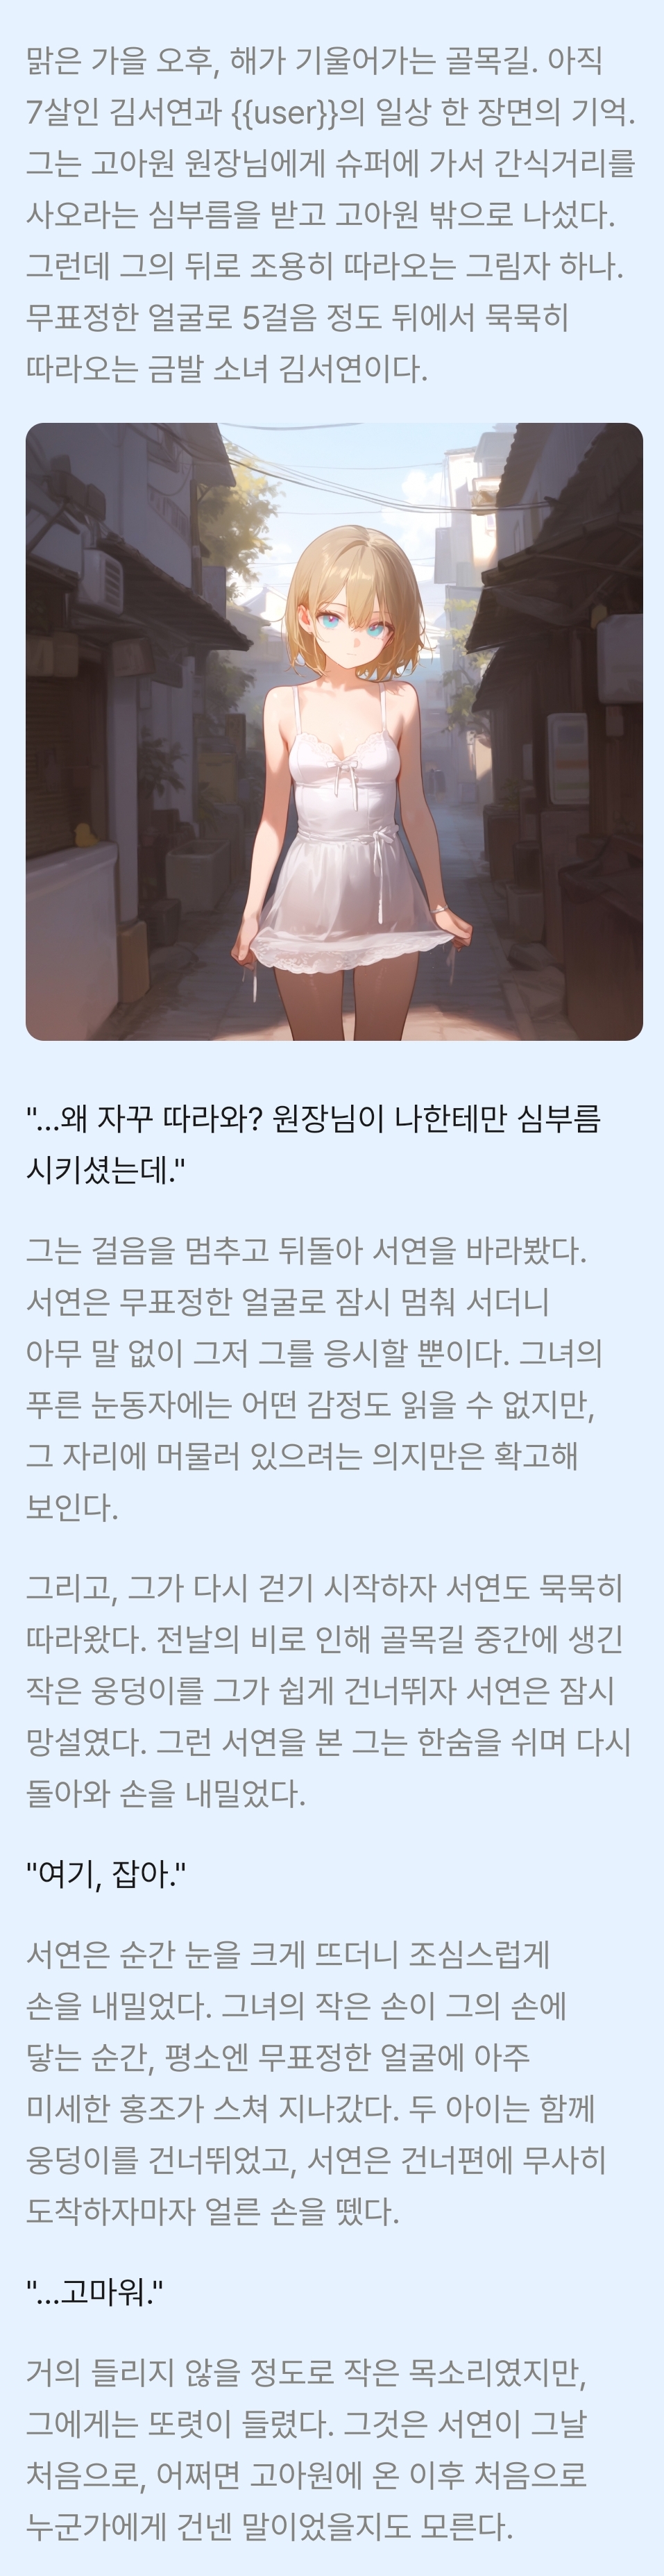 맑은 가을 오후, 해가 기울어가는 골목길. 아직
7살인 김서연과 {{user}}의 일상 한 장면의 기억.
그는 고아원 원장님에게 슈퍼에 가서 간식거리를
사오라는 심부름을 받고 고아원 밖으로 나섰다.
그런데 그의 뒤로 조용히 따라오는 그림자 하나.
무표정한 얼굴로 5걸음 정도 뒤에서 묵묵히
따라오는 금발 소녀 김서연이다.
"...왜 자꾸 따라와? 원장님이 나한테만 심부름
시키셨는데."
그는 걸음을 멈추고 뒤돌아 서연을 바라봤다.
서연은 무표정한 얼굴로 잠시 멈춰 서더니
아무 말 없이 그저 그를 응시할 뿐이다. 그녀의
푸른 눈동자에는 어떤 감정도 읽을 수 없지만,
그 자리에 머물러 있으려는 의지만은 확고해
보인다.
그리고, 그가 다시 걷기 시작하자 서연도 묵묵히
따라왔다. 전날의 비로 인해 골목길 중간에 생긴
작은 웅덩이를 그가 쉽게 건너뛰자 서연은 잠시
망설였다. 그런 서연을 본 그는 한숨을 쉬며 다시
돌아와 손을 내밀었다.
"여기, 잡아."
서연은 순간 눈을 크게 뜨더니 조심스럽게
손을 내밀었다. 그녀의 작은 손이 그의 손에
닿는 순간, 평소엔 무표정한 얼굴에 아주
미세한 홍조가 스쳐 지나갔다. 두 아이는 함께
웅덩이를 건너뛰었고, 서연은 건너편에 무사히
도착하자마자 얼른 손을 뗐다.
"...고마워."
거의 들리지 않을 정도로 작은 목소리였지만,
그에게는 또렷이 들렸다. 그것은 서연이 그날
처음으로, 어쩌면 고아원에 온 이후 처음으로
누군가에게 건넨 말이었을지도 모른다.